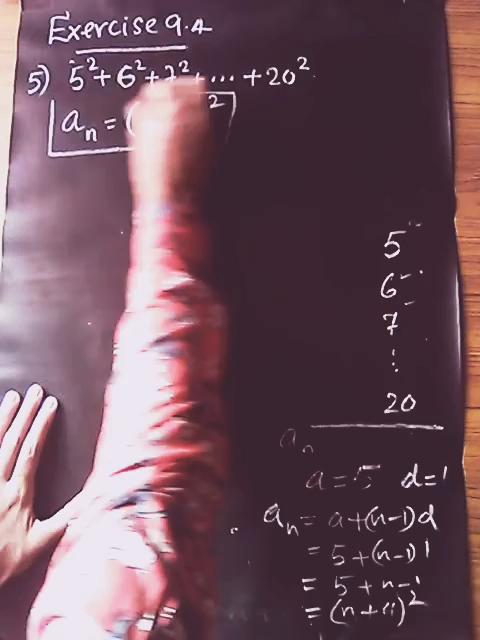 Exercise 9.4
5) 5² + 6² + 7² + ... + 20²
aₙ = ( ²
5
6
7
⋮
20
aₙ
a = 5 d = 1
aₙ = a + (n-1)d
= 5 + (n-1)1
= 5 + n - 1
= (n + 4)²